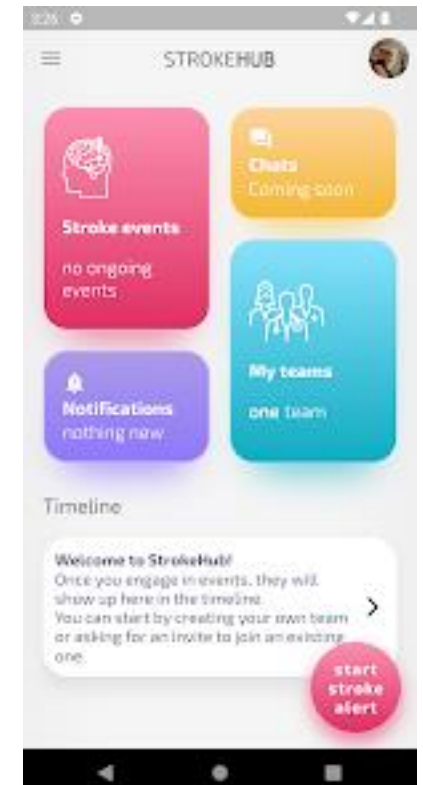 3:26
STROKEHUB
Stroke events
no ongoing
events
Chats
Coming soon
My teams
one team
Notifications
nothing new
Timeline
Welcome to StrokeHub!
Once you engage in events, they will
show up here in the timeline.
You can start by creating your own team
or asking for an invite to join an existing
one.
start
stroke
alert